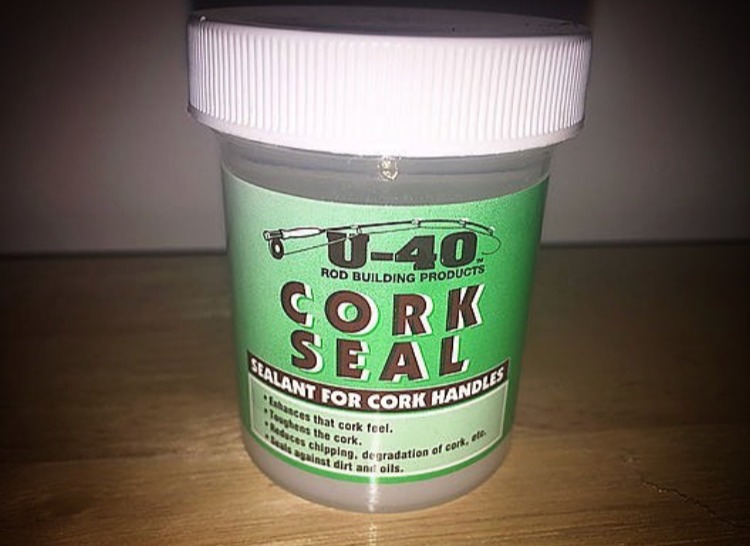 U-40™
ROD BUILDING PRODUCTS
CORK
SEAL
SEALANT FOR CORK HANDLES
• Enhances that cork feel.
• Toughens the cork.
• Reduces chipping, degradation of cork, etc.
• Seals against dirt and oils.